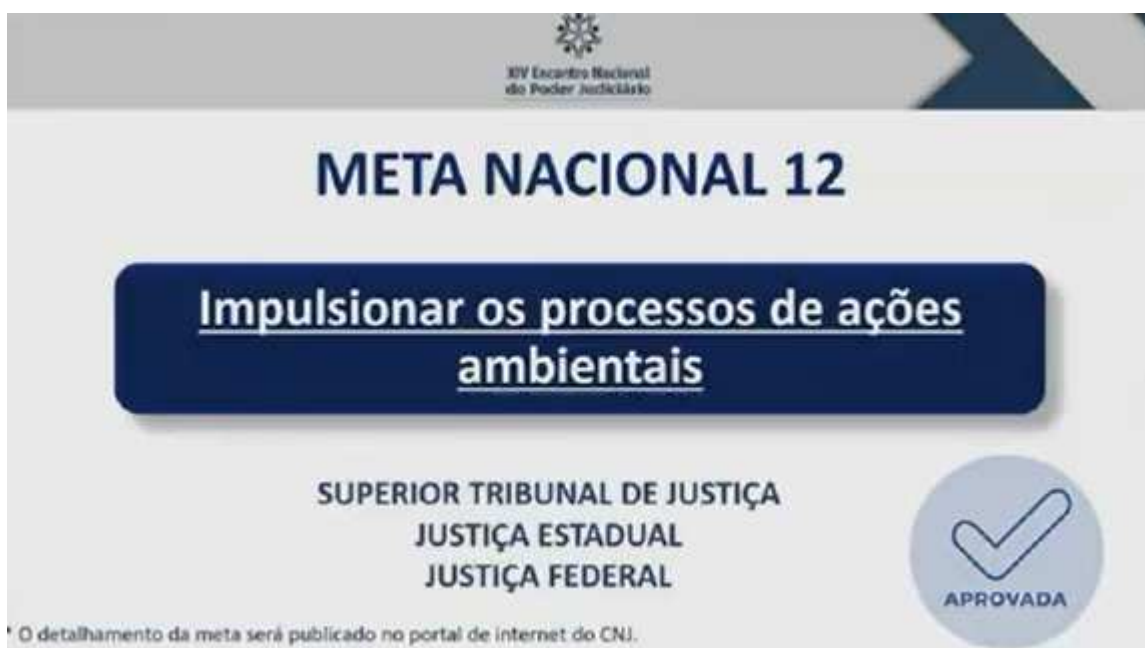 XIV Encontro Nacional
do Poder Judiciário
META NACIONAL 12
Impulsionar os processos de ações
ambientais
SUPERIOR TRIBUNAL DE JUSTIÇA
JUSTIÇA ESTADUAL
JUSTIÇA FEDERAL
APROVADA
* O detalhamento da meta será publicado no portal de internet do CNJ.